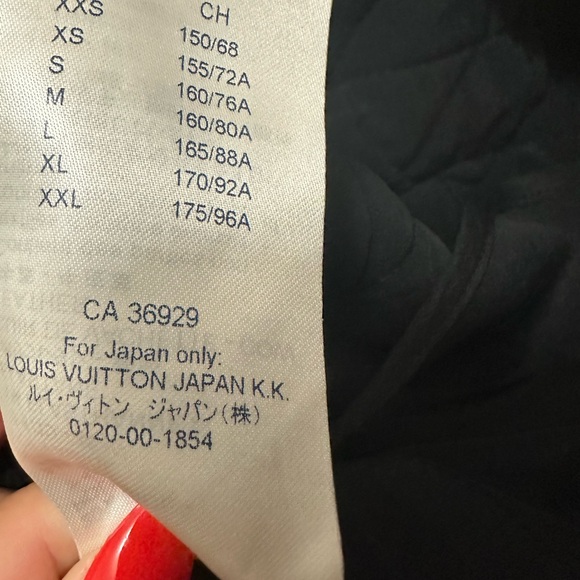 XXS CH
XS 150/68
S 155/72A
M 160/76A
L 160/80A
XL 165/88A
XXL 170/92A
175/96A
CA 36929
For Japan only:
LOUIS VUITTON JAPAN K.K.
ルイ・ヴィトン ジャパン(株)
0120-00-1854